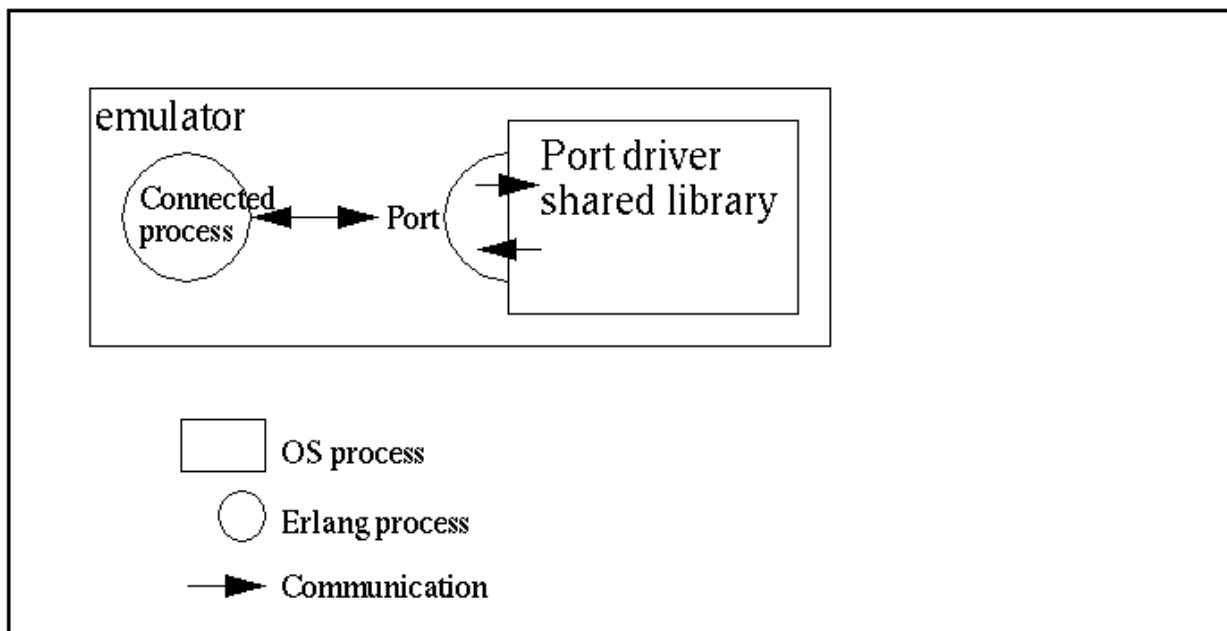 emulator
Connected
process
Port
Port driver
shared library
OS process
Erlang process
Communication